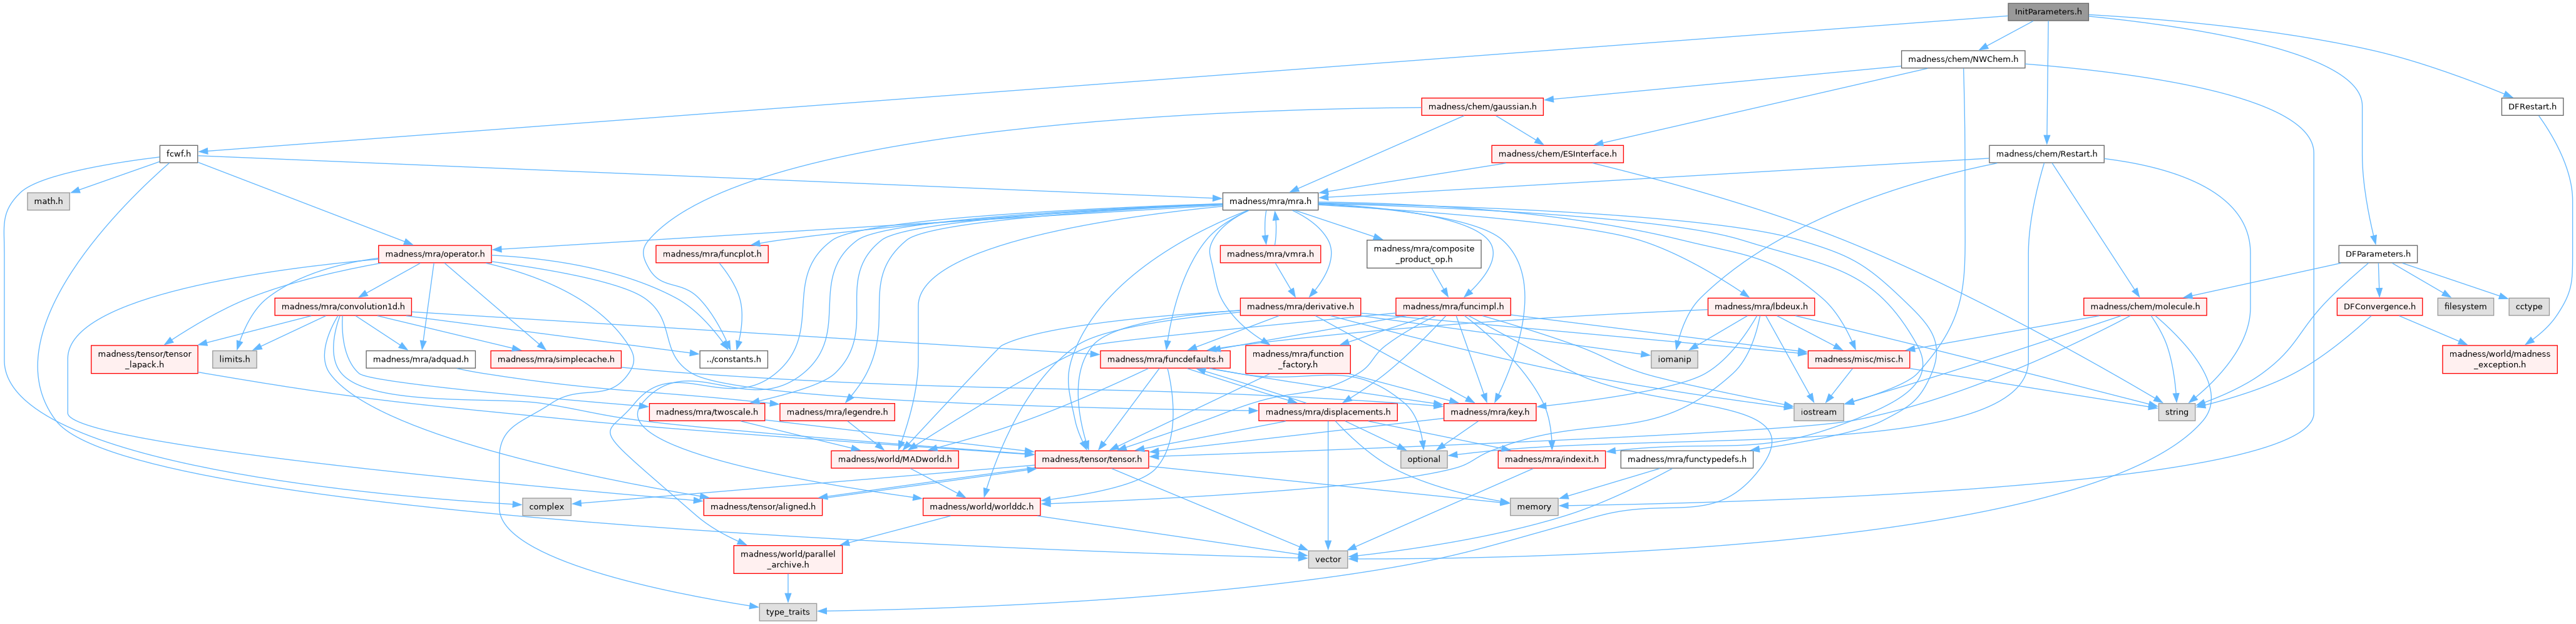 InitParameters.h
madness/chem/NWChem.h
madness/chem/gaussian.h
DFRestart.h
fcwf.h
madness/chem/ESInterface.h
madness/chem/Restart.h
math.h
madness/mra/mra.h
madness/mra/operator.h
madness/mra/funcplot.h
madness/mra/vmra.h
madness/mra/composite
_product_op.h
DFParameters.h
madness/mra/convolution1d.h
madness/mra/derivative.h
madness/mra/funcimpl.h
madness/mra/lbdeux.h
madness/chem/molecule.h
DFConvergence.h
filesystem
cctype
madness/tensor/tensor
_lapack.h
limits.h
madness/mra/adquad.h
madness/mra/simplecache.h
../constants.h
madness/mra/funcdefaults.h
madness/mra/function
_factory.h
iomanip
madness/misc/misc.h
madness/world/madness
_exception.h
madness/mra/twoscale.h
madness/mra/legendre.h
madness/mra/displacements.h
madness/mra/key.h
iostream
string
madness/world/MADworld.h
madness/tensor/tensor.h
optional
madness/mra/indexit.h
madness/mra/functypedefs.h
complex
madness/tensor/aligned.h
madness/world/worlddc.h
memory
madness/world/parallel
_archive.h
vector
type_traits